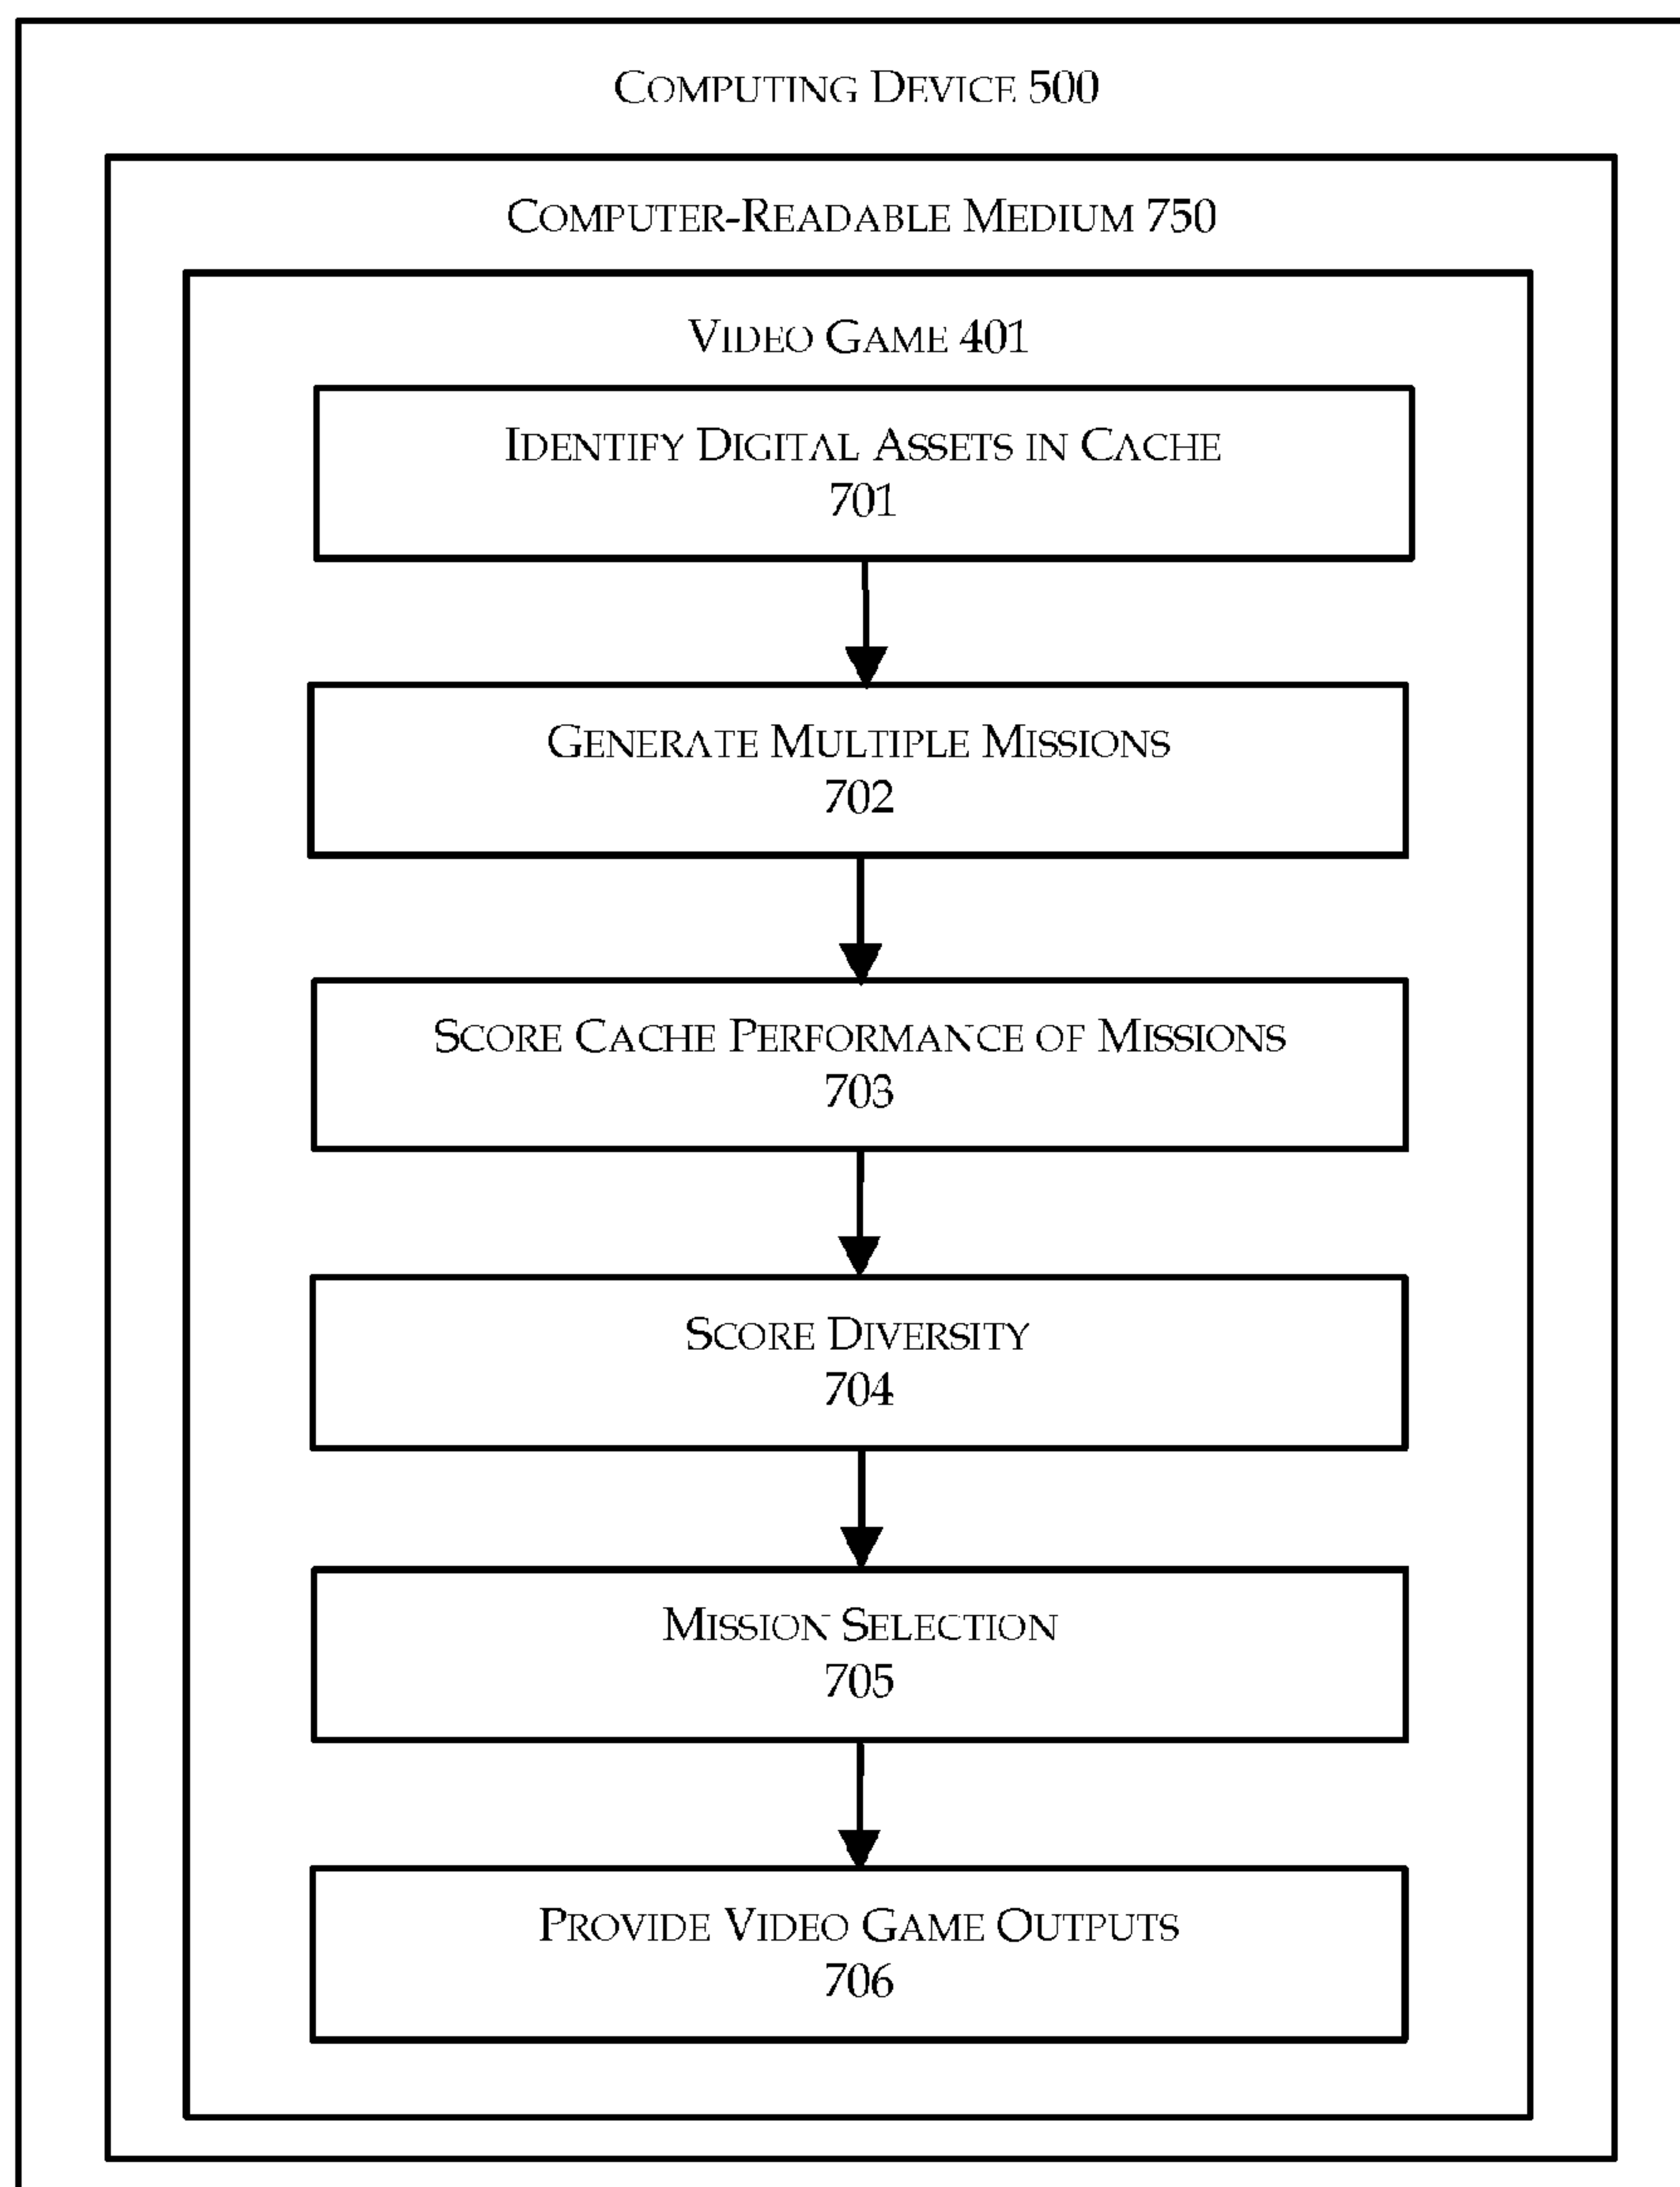 COMPUTING DEVICE 500
COMPUTER-READABLE MEDIUM 750
VIDEO GAME 401
IDENTIFY DIGITAL ASSETS IN CACHE
701
GENERATE MULTIPLE MISSIONS
702
SCORE CACHE PERFORMANCE OF MISSIONS
703
SCORE DIVERSITY
704
MISSION SELECTION
705
PROVIDE VIDEO GAME OUTPUTS
706